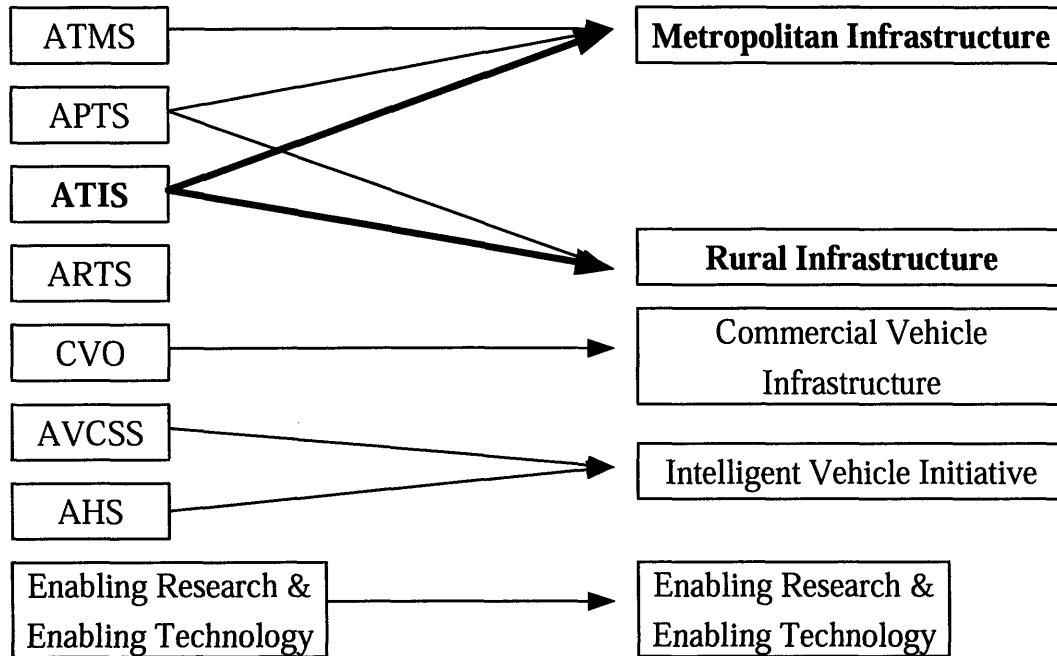 ATMS
APTS
ATIS
ARTS
CVO
AVCSS
AHS
Enabling Research &
Enabling Technology
Metropolitan Infrastructure
Rural Infrastructure
Commercial Vehicle
Infrastructure
Intelligent Vehicle Initiative
Enabling Research &
Enabling Technology